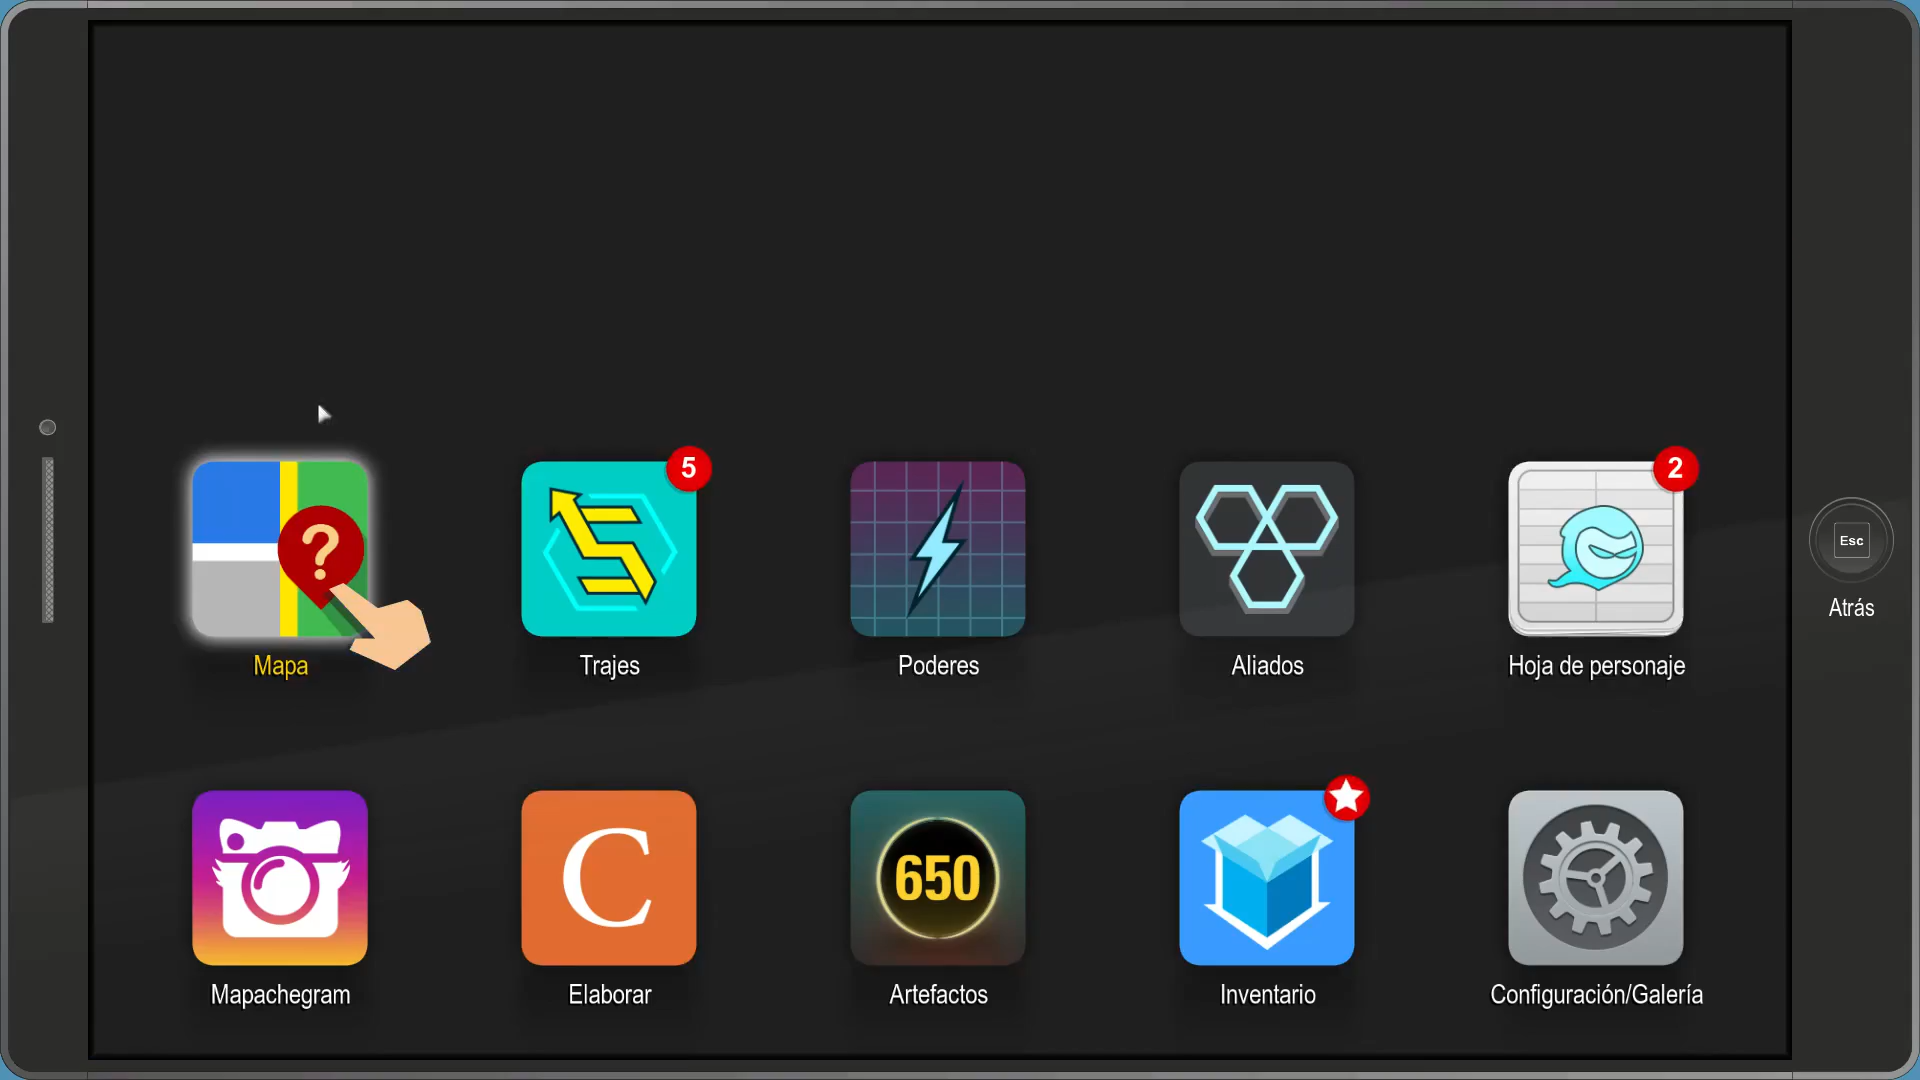 5
2
?
Esc
Mapa
Trajes
Poderes
Aliados
Hoja de personaje
Atrás
C
650
Mapachegram
Elaborar
Artefactos
Inventario
Configuración/Galería